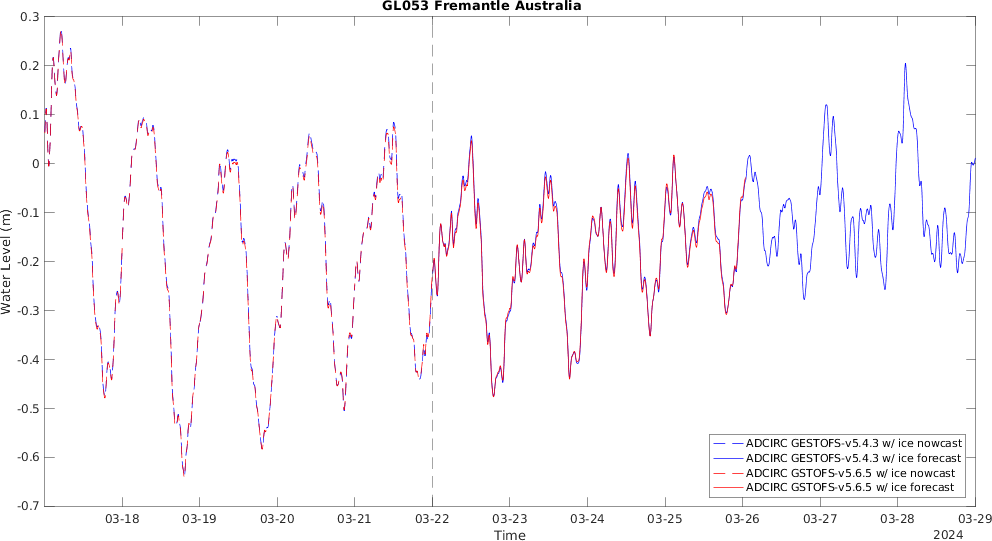 GL053 Fremantle Australia
0.3
0.2
0.1
0
-0.1
-0.2
-0.3
-0.4
-0.5
-0.6
-0.7
Water Level (m)
ADCIRC GESTOFS-v5.4.3 w/ ice nowcast
ADCIRC GESTOFS-v5.4.3 w/ ice forecast
ADCIRC GSTOFS-v5.6.5 w/ ice nowcast
ADCIRC GSTOFS-v5.6.5 w/ ice forecast
03-18 03-19 03-20 03-21 03-22 03-23 03-24 03-25 03-26 03-27 03-28 03-29
Time
2024